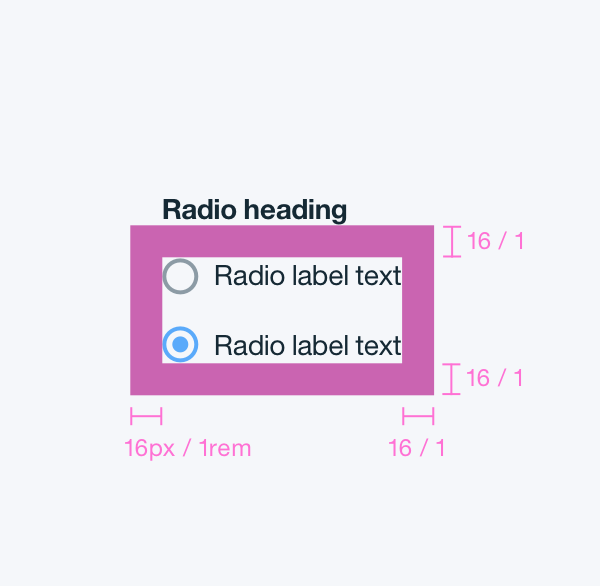 Radio heading
16 / 1
Radio label text
Radio label text
16 / 1
16px / 1rem
16 / 1